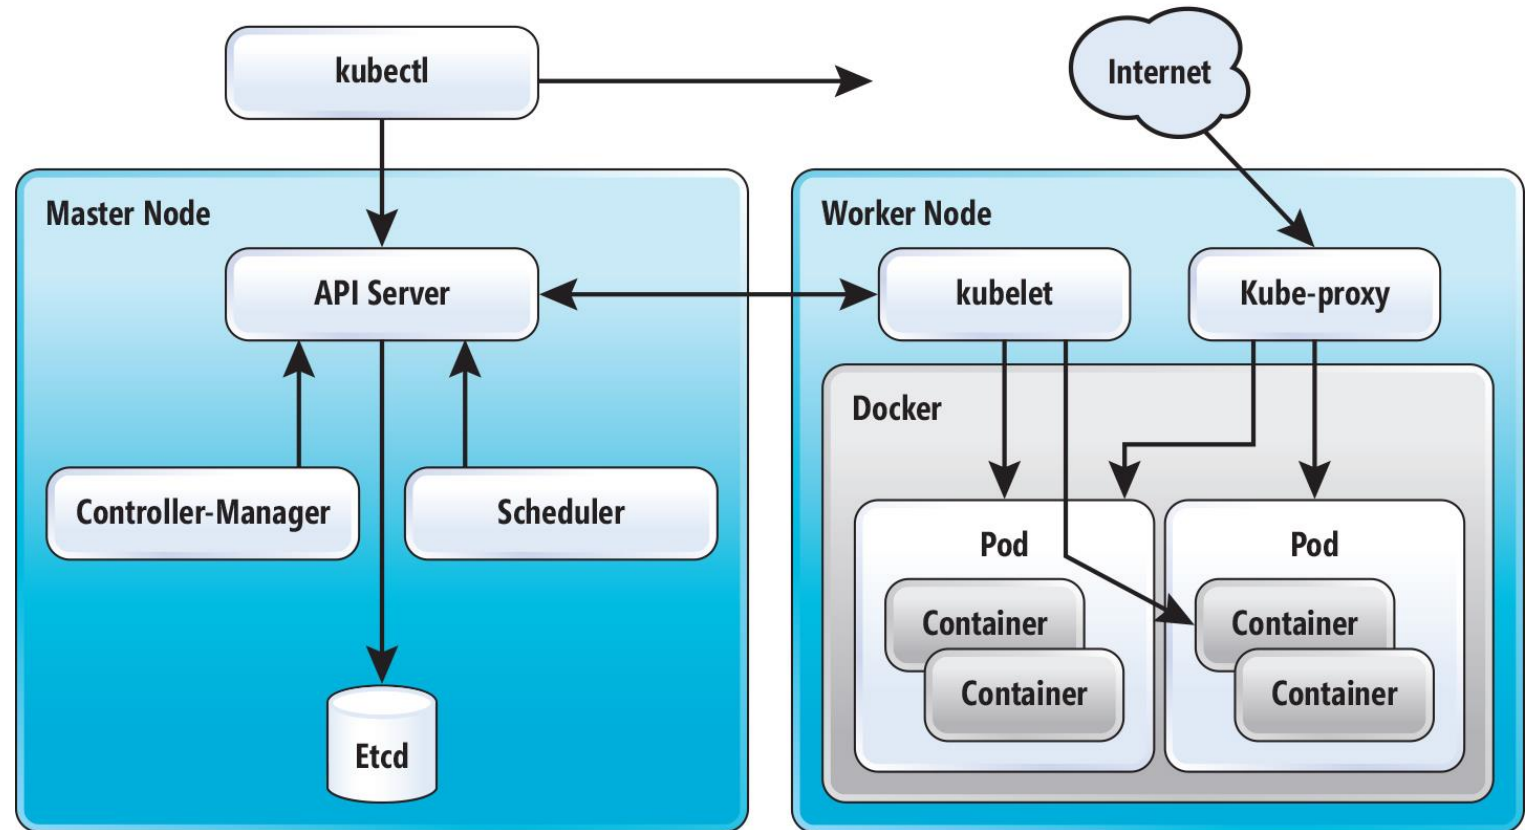 kubectl
Internet
Master Node
Worker Node
API Server
kubelet
Kube-proxy
Docker
Controller-Manager
Scheduler
Pod
Pod
Container
Container
Container
Container
Etcd